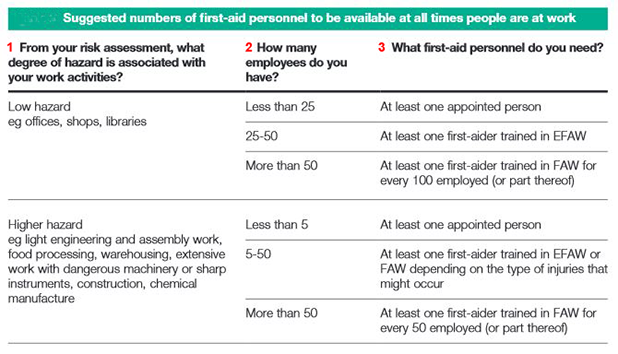 Suggested numbers of first-aid personnel to be available at all times people are at work
1 From your risk assessment, what
degree of hazard is associated with
your work activities?
2 How many
employees do you
have?
3 What first-aid personnel do you need?
Low hazard
eg offices, shops, libraries
Less than 25
At least one appointed person
25-50
At least one first-aider trained in EFAW
More than 50
At least one first-aider trained in FAW for
every 100 employed (or part thereof)
Higher hazard
eg light engineering and assembly work,
food processing, warehousing, extensive
work with dangerous machinery or sharp
instruments, construction, chemical
manufacture
Less than 5
At least one appointed person
5-50
At least one first-aider trained in EFAW or
FAW depending on the type of injuries that
might occur
More than 50
At least one first-aider trained in FAW for
every 50 employed (or part thereof)